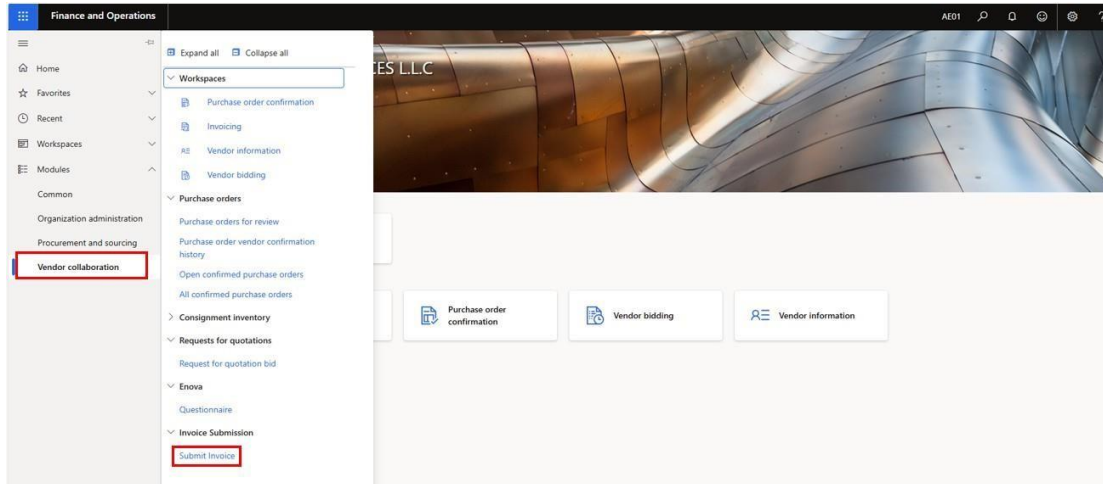 Finance and Operations
AE01
Home
Favorites
Recent
Workspaces
Modules
Common
Organization administration
Procurement and sourcing
Vendor collaboration
Expand all
Collapse all
Workspaces
Purchase order confirmation
Invoicing
Vendor information
Vendor bidding
Purchase orders
Purchase orders for review
Purchase order vendor confirmation
history
Open confirmed purchase orders
All confirmed purchase orders
Consignment inventory
Requests for quotations
Request for quotation bid
Enova
Questionnaire
Invoice Submission
Submit Invoice
CES L.L.C
Purchase order
confirmation
Vendor bidding
Vendor information